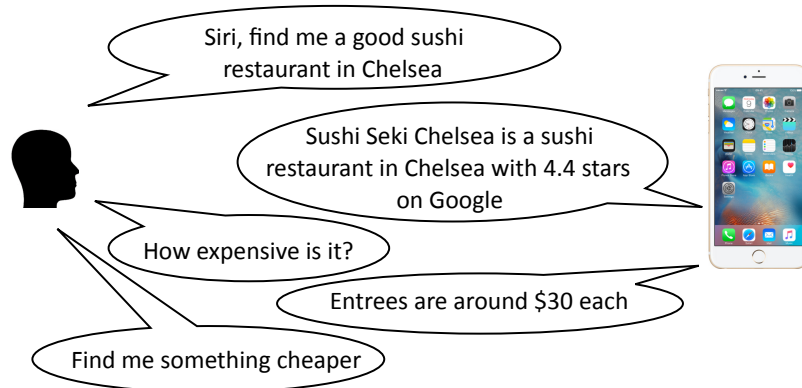 Siri, find me a good sushi
restaurant in Chelsea
Sushi Seki Chelsea is a sushi
restaurant in Chelsea with 4.4 stars
on Google
How expensive is it?
Entrees are around $30 each
Find me something cheaper